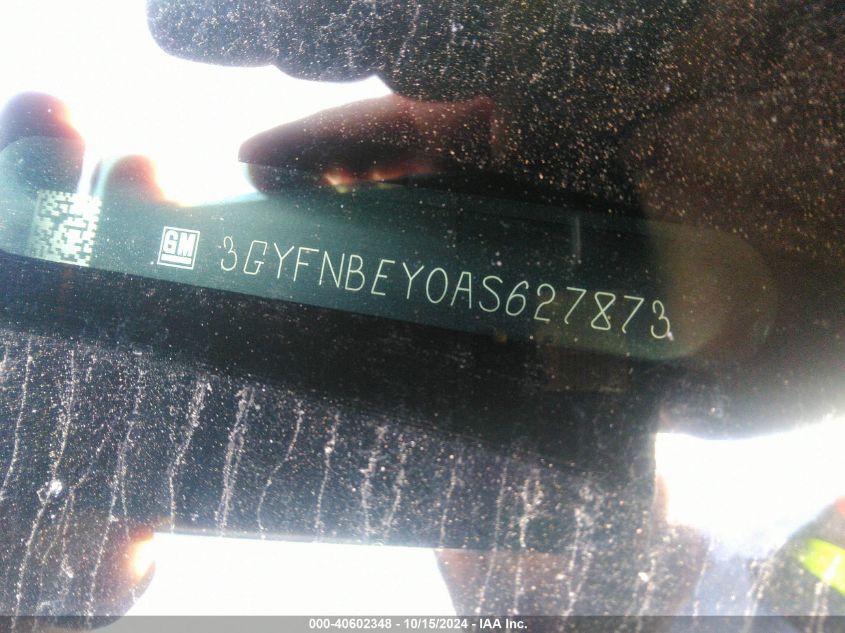 GM 3GYFNBEY0AS627873
000-40602348 - 10/15/2024 - IAA Inc.